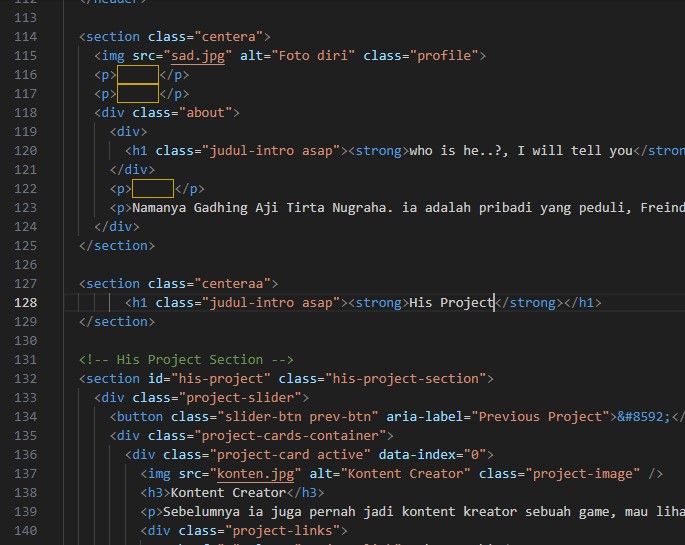 112 </header>
113
114 <section class="centera">
115 <img src="sad.jpg" alt="Foto diri" class="profile">
116 <p></p>
117 <p></p>
118 <div class="about">
119 <div>
120 <h1 class="judul-intro asap"><strong>who is he..?, I will tell you</stron
121 </div>
122 <p></p>
123 <p>Namanya Gadhing Aji Tirta Nugraha. ia adalah pribadi yang peduli, Freind
124 </div>
125 </section>
126
127 <section class="centeraa">
128 <h1 class="judul-intro asap"><strong>His Project</strong></h1>
129 </section>
130
131 <!-- His Project Section -->
132 <section id="his-project" class="his-project-section">
133 <div class="project-slider">
134 <button class="slider-btn prev-btn" aria-label="Previous Project">&#8592;</
135 <div class="project-cards-container">
136 <div class="project-card active" data-index="0">
137 <img src="konten.jpg" alt="Kontent Creator" class="project-image" />
138 <h3>Kontent Creator</h3>
139 <p>Sebelumnya ia juga pernah jadi kontent kreator sebuah game, mau liha
140 <div class="project-links">